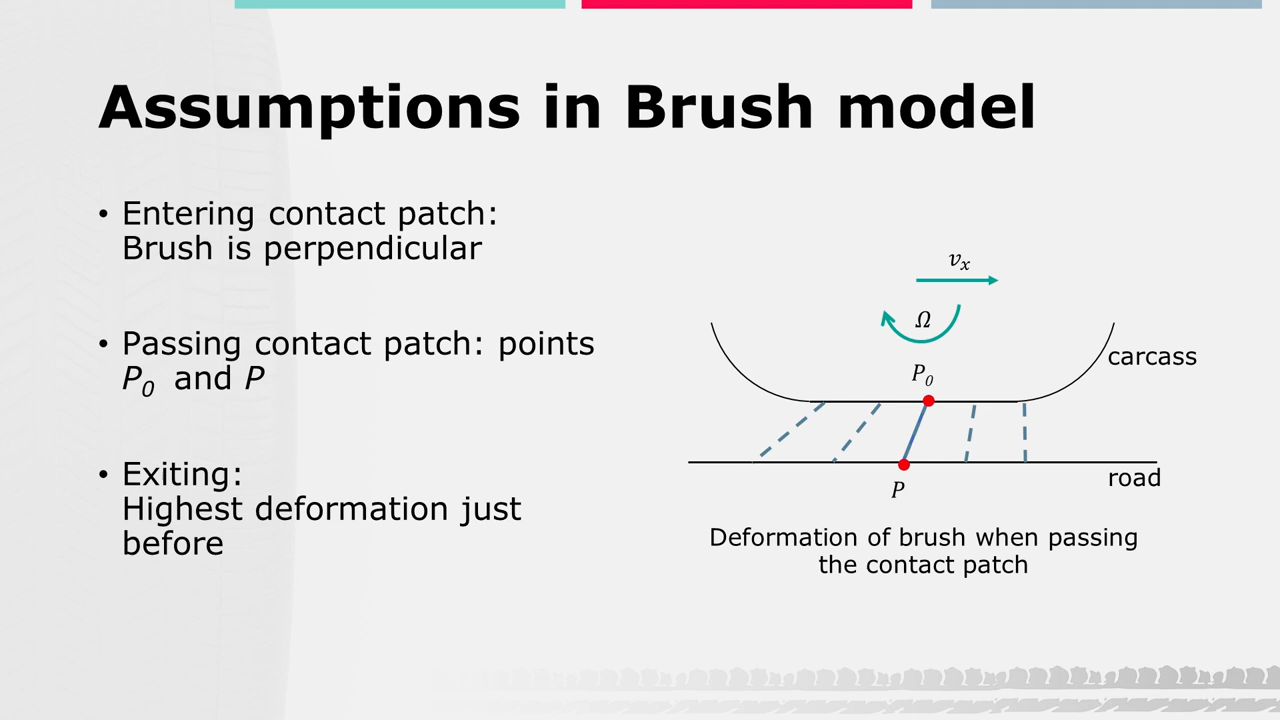 Assumptions in Brush model
• Entering contact patch:
Brush is perpendicular
• Passing contact patch: points
P₀ and P
• Exiting:
Highest deformation just
before
vₓ
Ω
P₀
carcass
P
road
Deformation of brush when passing
the contact patch